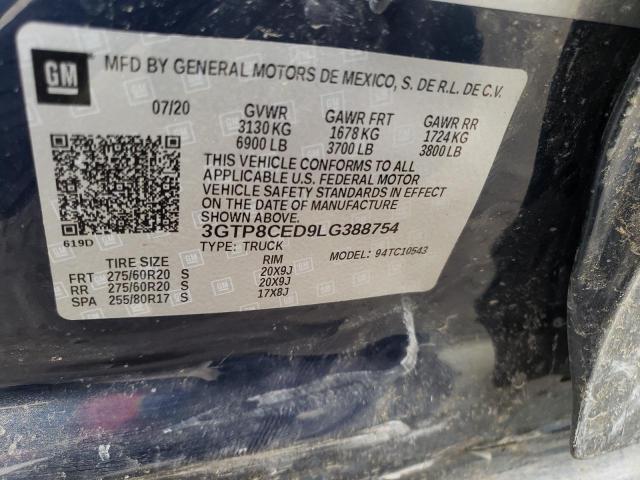 GM
MFD BY GENERAL MOTORS DE MEXICO, S. DE R.L. DE C.V.
07/20 GVWR GAWR FRT GAWR RR
3130 KG 1678 KG 1724 KG
6900 LB 3700 LB 3800 LB
THIS VEHICLE CONFORMS TO ALL
APPLICABLE U.S. FEDERAL MOTOR
VEHICLE SAFETY STANDARDS IN EFFECT
ON THE DATE OF MANUFACTURE
SHOWN ABOVE.
619D 3GTP8CED9LG388754
TYPE: TRUCK MODEL: 94TC10543
TIRE SIZE RIM
FRT 275/60R20 S 20X9J
RR 275/60R20 S 20X9J
SPA 255/80R17 S 17X8J